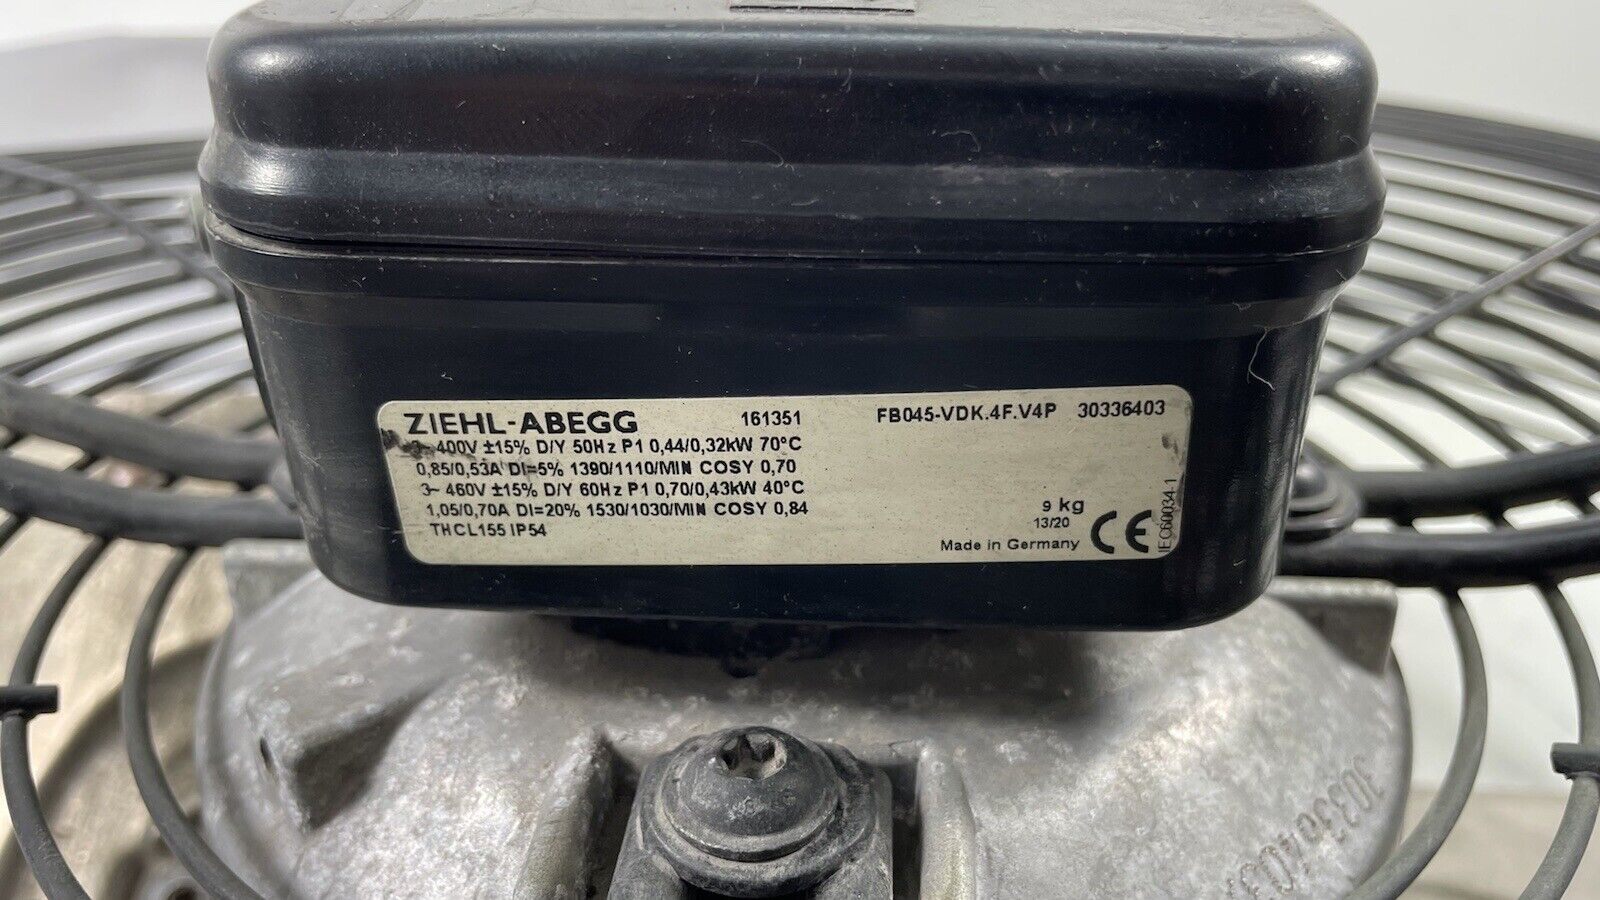 ZIEHL-ABEGG 161351 FB045-VDK.4F.V4P 30336403
3~ 400V ±15% D/Y 50Hz P1 0,44/0,32kW 70°C
0,85/0,53A DI=5% 1390/1110/MIN COSY 0,70
3~ 460V ±15% D/Y 60Hz P1 0,70/0,43kW 40°C
1,05/0,70A DI=20% 1530/1030/MIN COSY 0,84
THCL155 IP54
9 kg
13/20
Made in Germany CE
IEC60034-1